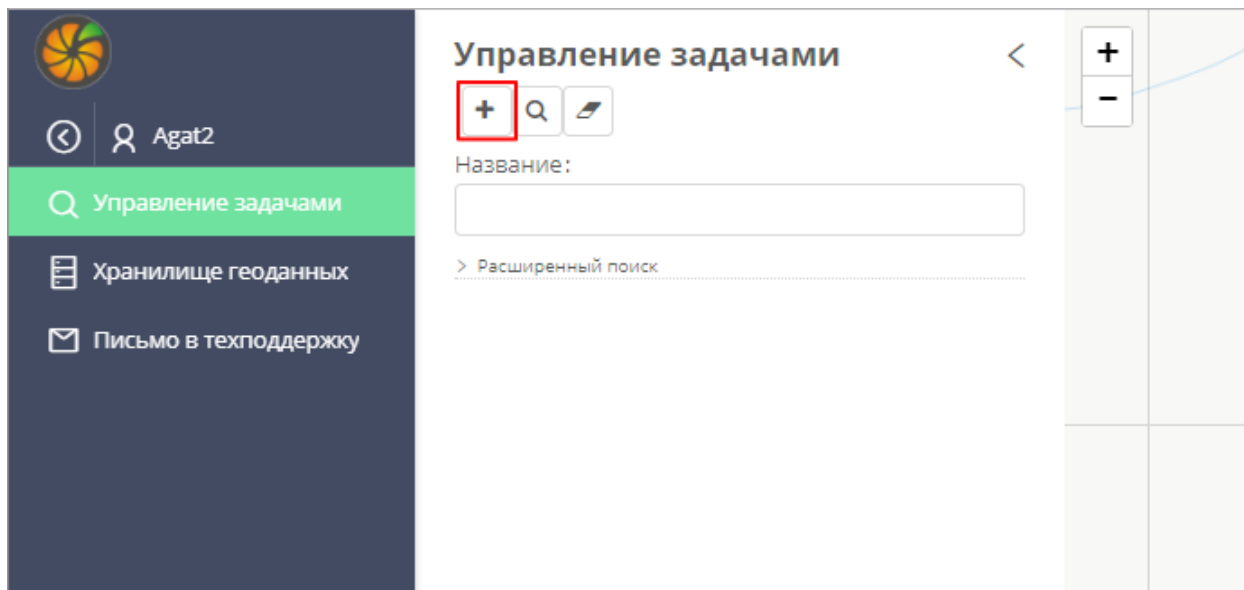 Управление задачами
Название:
> Расширенный поиск
Agat2
Управление задачами
Хранилище геоданных
Письмо в техподдержку
+
−